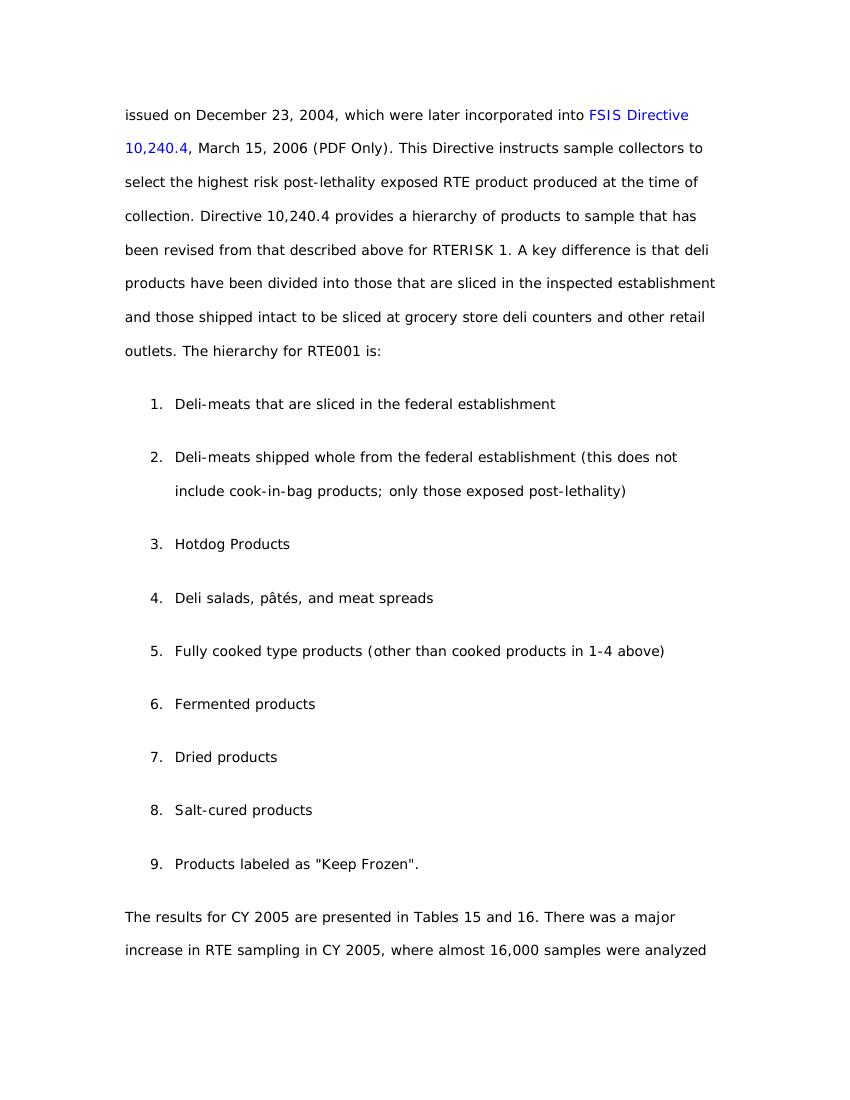 issued on December 23, 2004, which were later incorporated into FSIS Directive
10,240.4, March 15, 2006 (PDF Only). This Directive instructs sample collectors to
select the highest risk post-lethality exposed RTE product produced at the time of
collection. Directive 10,240.4 provides a hierarchy of products to sample that has
been revised from that described above for RTERISK 1. A key difference is that deli
products have been divided into those that are sliced in the inspected establishment
and those shipped intact to be sliced at grocery store deli counters and other retail
outlets. The hierarchy for RTE001 is:
1. Deli-meats that are sliced in the federal establishment
2. Deli-meats shipped whole from the federal establishment (this does not
include cook-in-bag products; only those exposed post-lethality)
3. Hotdog Products
4. Deli salads, pâtés, and meat spreads
5. Fully cooked type products (other than cooked products in 1-4 above)
6. Fermented products
7. Dried products
8. Salt-cured products
9. Products labeled as "Keep Frozen".
The results for CY 2005 are presented in Tables 15 and 16. There was a major
increase in RTE sampling in CY 2005, where almost 16,000 samples were analyzed